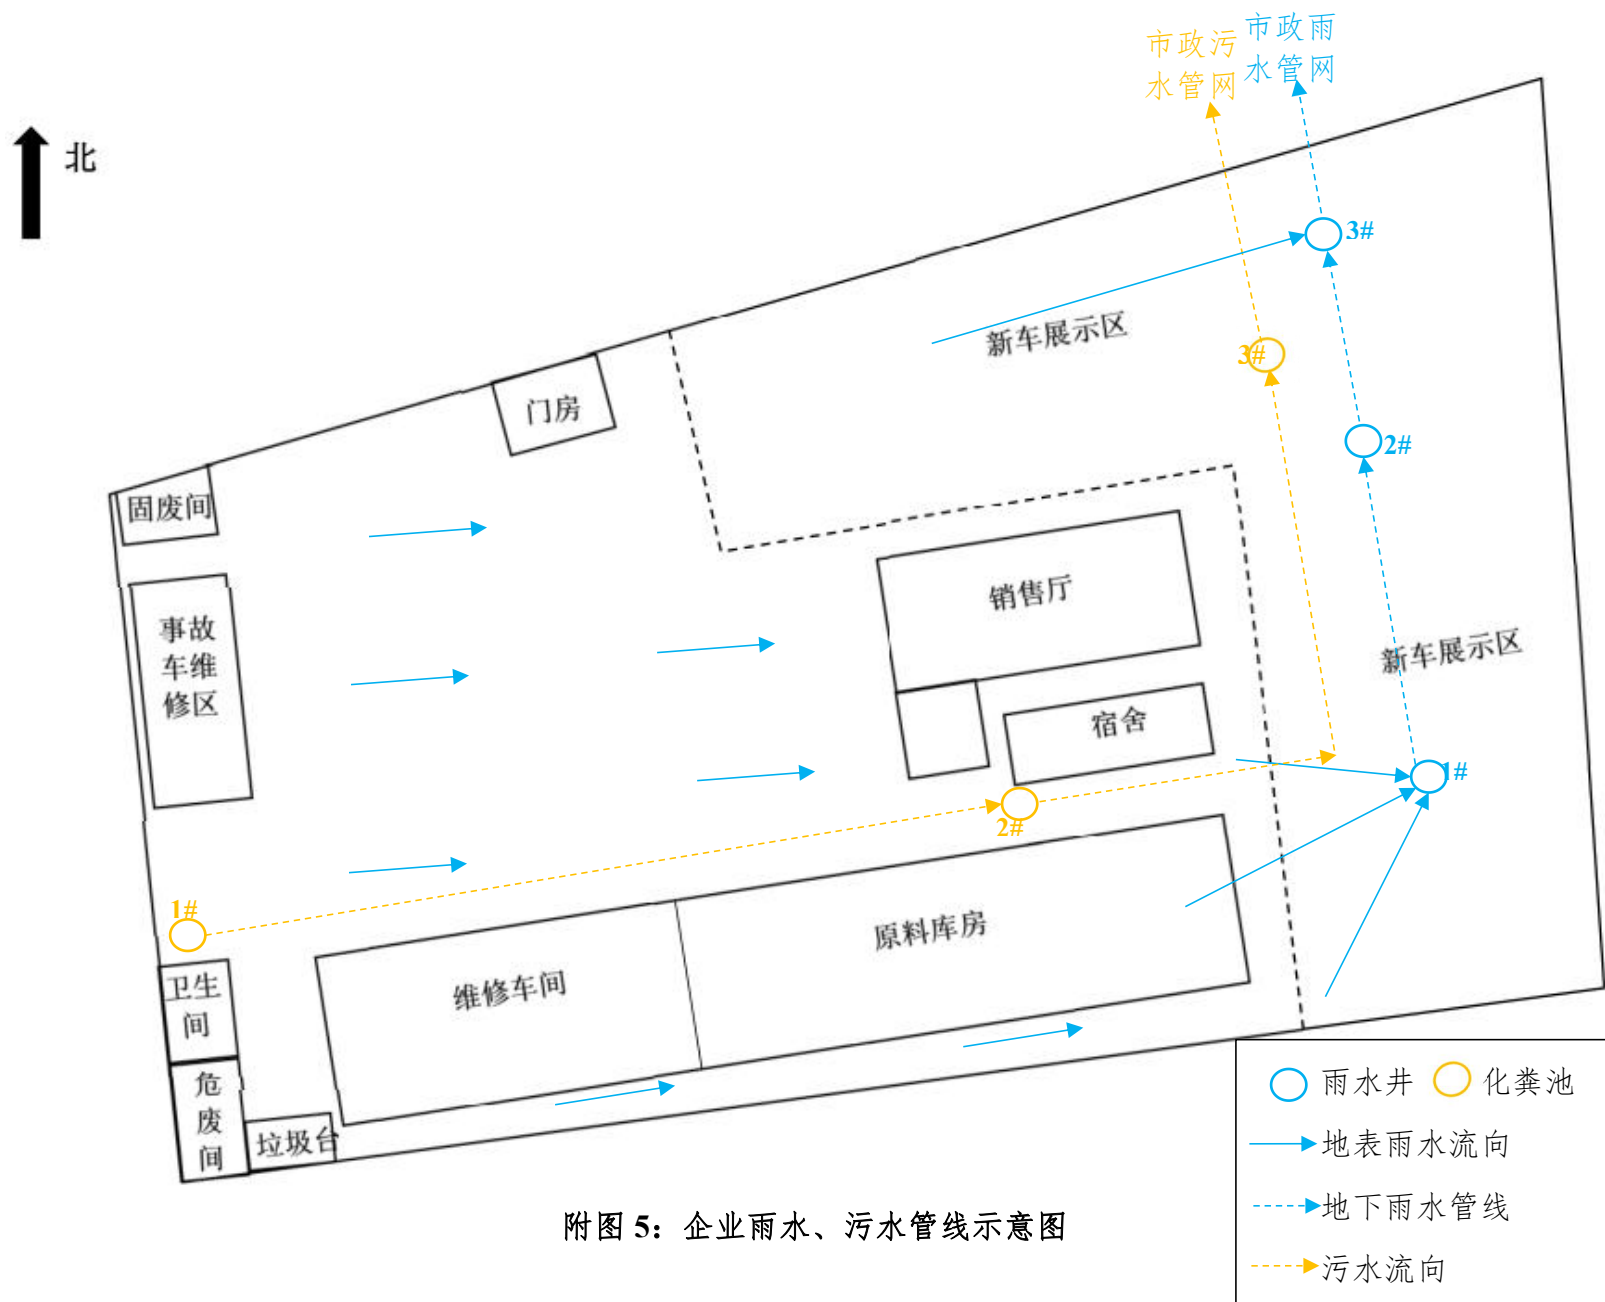 市政污
水管网
市政雨
水管网
北
3#
新车展示区
3#
门房
2#
固废间
销售厅
事故
车维
修区
新车展示区
宿舍
1#
2#
1#
原料库房
维修车间
卫生
间
危
废
间
垃圾台
雨水井
化粪池
地表雨水流向
地下雨水管线
污水流向
附图 5：企业雨水、污水管线示意图